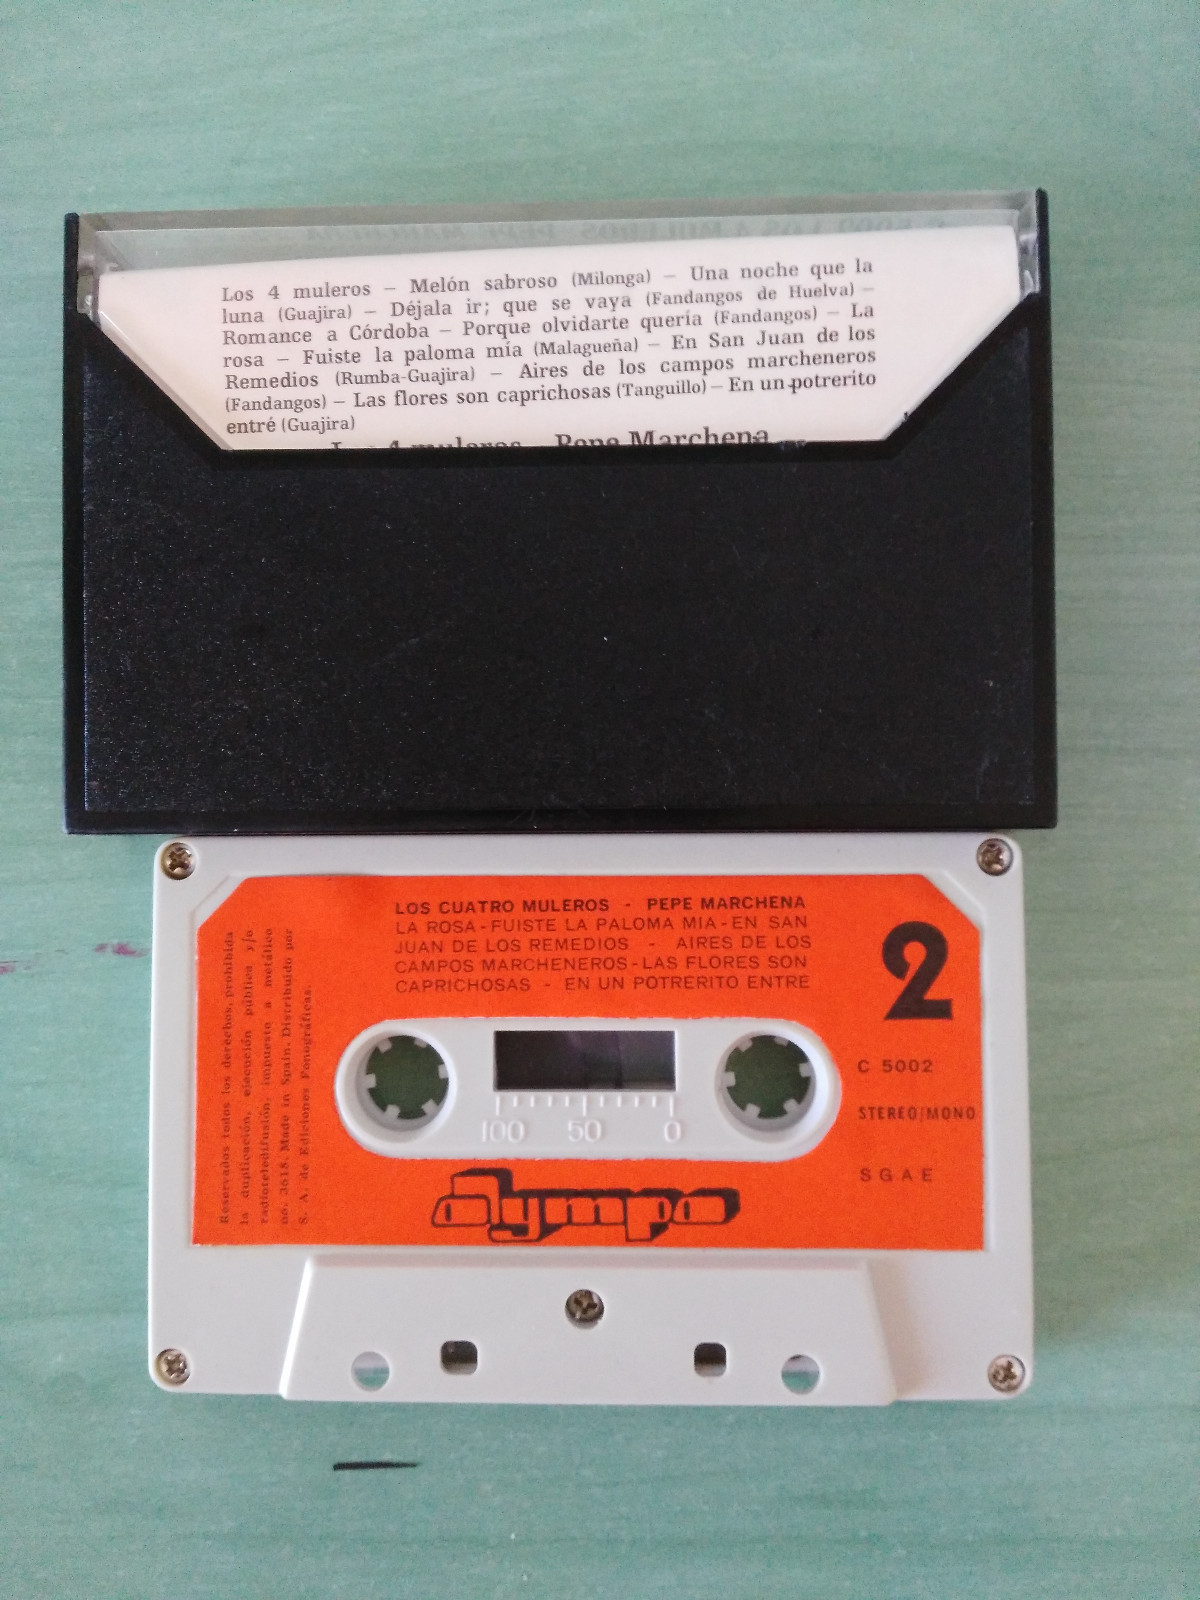 Los 4 muleros – Melón sabroso (Milonga) – Una noche que la
luna (Guajira) – Déjala ir; que se vaya (Fandangos de Huelva) –
Romance a Córdoba – Porque olvidarte quería (Fandangos) – La
rosa – Fuiste la paloma mía (Malagueña) – En San Juan de los
Remedios (Rumba-Guajira) – Aires de los campos marcheneros
(Fandangos) – Las flores son caprichosas (Tanguillo) – En un potrerito
entré (Guajira)
Los 4 muleros – Pepe Marchena
LOS CUATRO MULEROS - PEPE MARCHENA
LA ROSA - FUISTE LA PALOMA MIA - EN SAN
JUAN DE LOS REMEDIOS - AIRES DE LOS
CAMPOS MARCHENEROS - LAS FLORES SON
CAPRICHOSAS - EN UN POTRERITO ENTRE
2
C 5002
STEREO/MONO
SGAE
Reservados todos los derechos, prohibida
la duplicación, ejecución pública y/o.
radioteledifusión, impuesto a metálico
no. 3618. Made in Spain. Distribuido por
S. A. de Ediciones Fonográficas.
100 50 0
Olympo